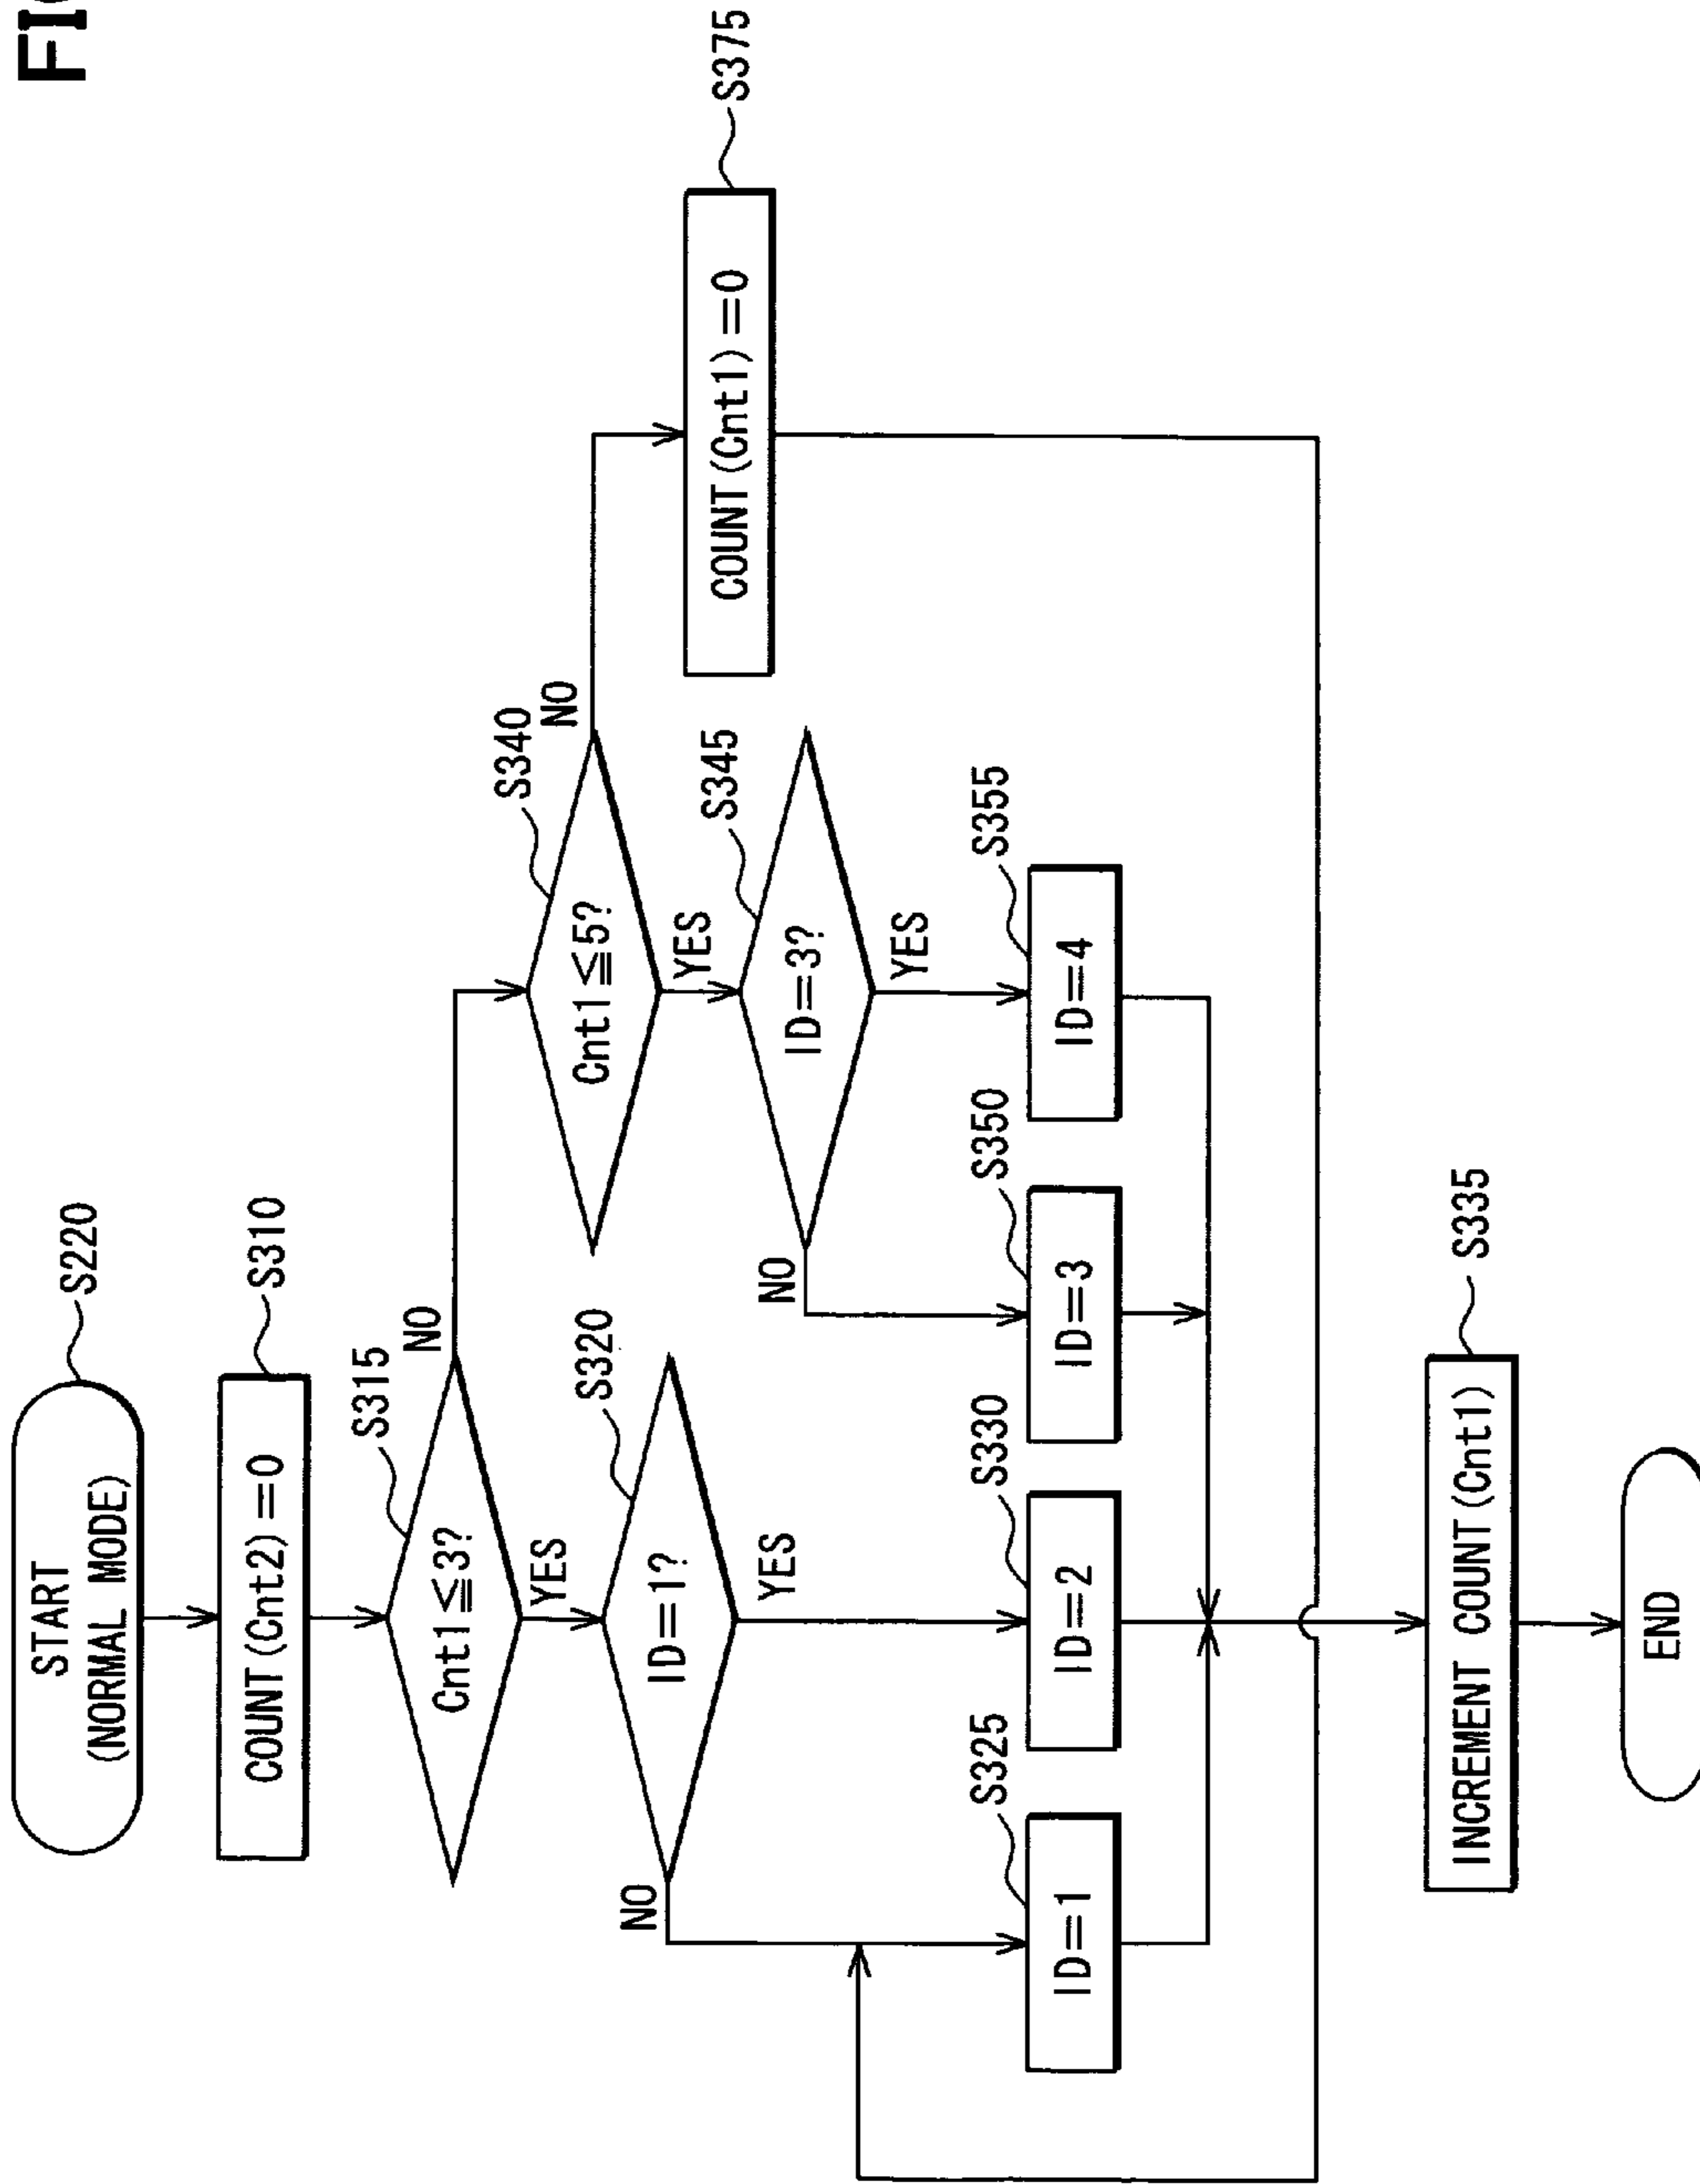 START
(NORMAL MODE)
S220
COUNT(Cnt2)=0
S310
Cnt1≦3?
S315
NO
YES
Cnt1≦5?
S340
NO
YES
ID=1?
S320
NO
YES
ID=3?
S345
NO
YES
COUNT(Cnt1)=0
S375
ID=1
S325
ID=2
S330
ID=3
S350
ID=4
S355
INCREMENT COUNT(Cnt1)
S335
END